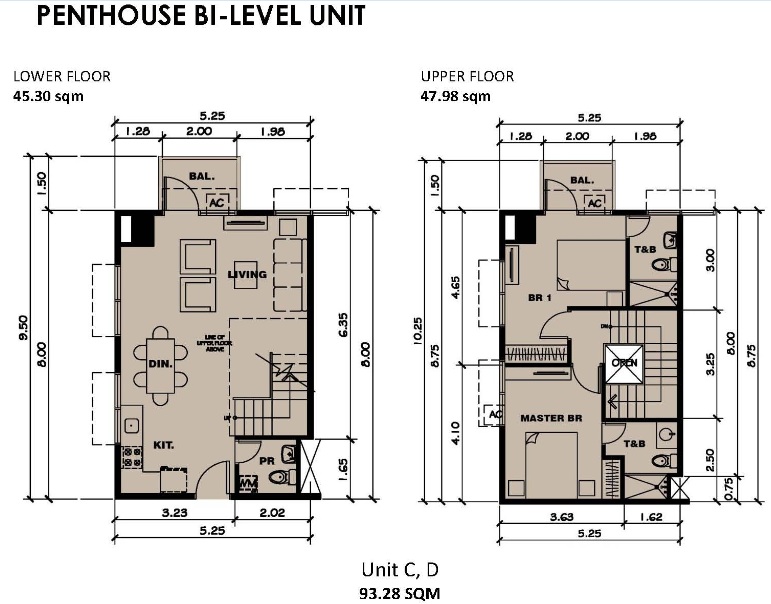 PENTHOUSE BI-LEVEL UNIT
LOWER FLOOR
45.30 sqm
UPPER FLOOR
47.98 sqm
5.25
1.28
2.00
1.98
1.50
9.50
8.00
BAL.
AC
LIVING
LINE OF
UPPER FLOOR
ABOVE
DIN.
UP
KIT.
PR
WM
6.35
8.00
1.65
3.23
2.02
5.25
5.25
1.28
2.00
1.98
1.50
10.25
8.75
4.65
4.10
BAL.
AC
T&B
BR 1
DN
OPEN
AC
MASTER BR
T&B
3.00
3.25
2.50
0.75
8.00
8.75
3.63
1.62
5.25
Unit C, D
93.28 SQM